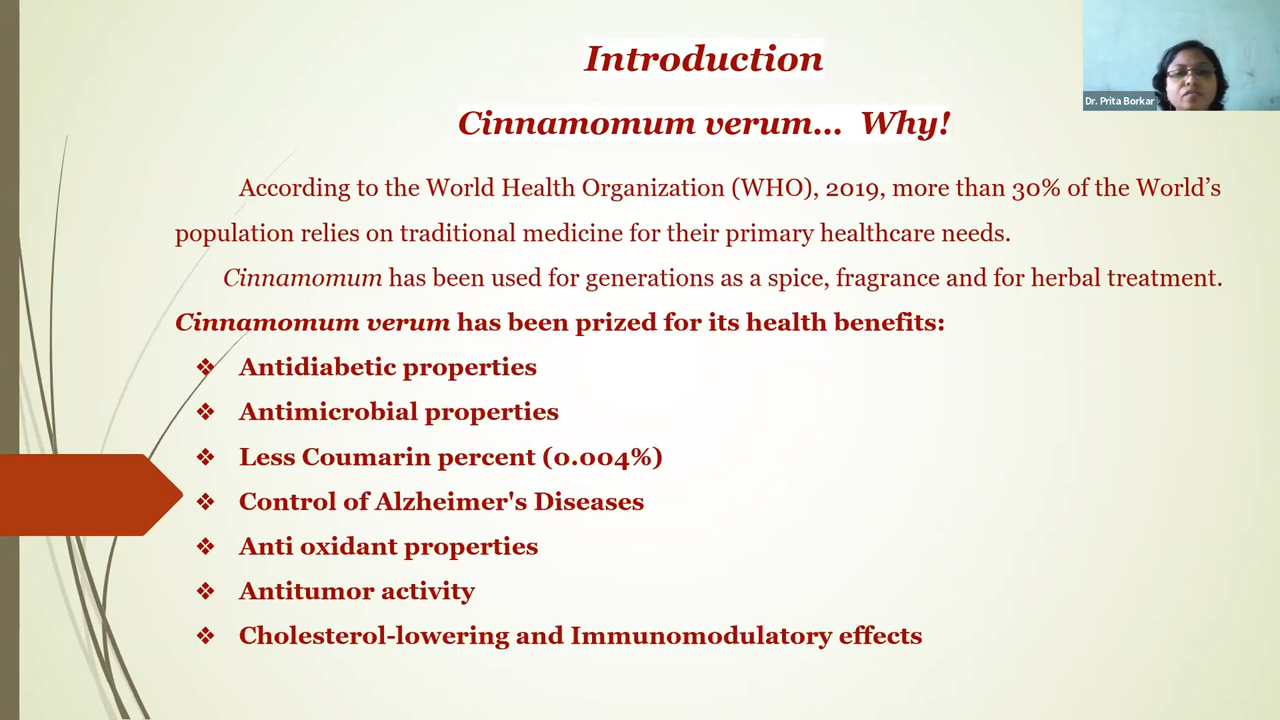 Introduction
Cinnamomum verum... Why!
Dr. Prita Borkar
According to the World Health Organization (WHO), 2019, more than 30% of the World's
population relies on traditional medicine for their primary healthcare needs.
Cinnamomum has been used for generations as a spice, fragrance and for herbal treatment.
Cinnamomum verum has been prized for its health benefits:
❖ Antidiabetic properties
❖ Antimicrobial properties
❖ Less Coumarin percent (0.004%)
❖ Control of Alzheimer's Diseases
❖ Anti oxidant properties
❖ Antitumor activity
❖ Cholesterol-lowering and Immunomodulatory effects